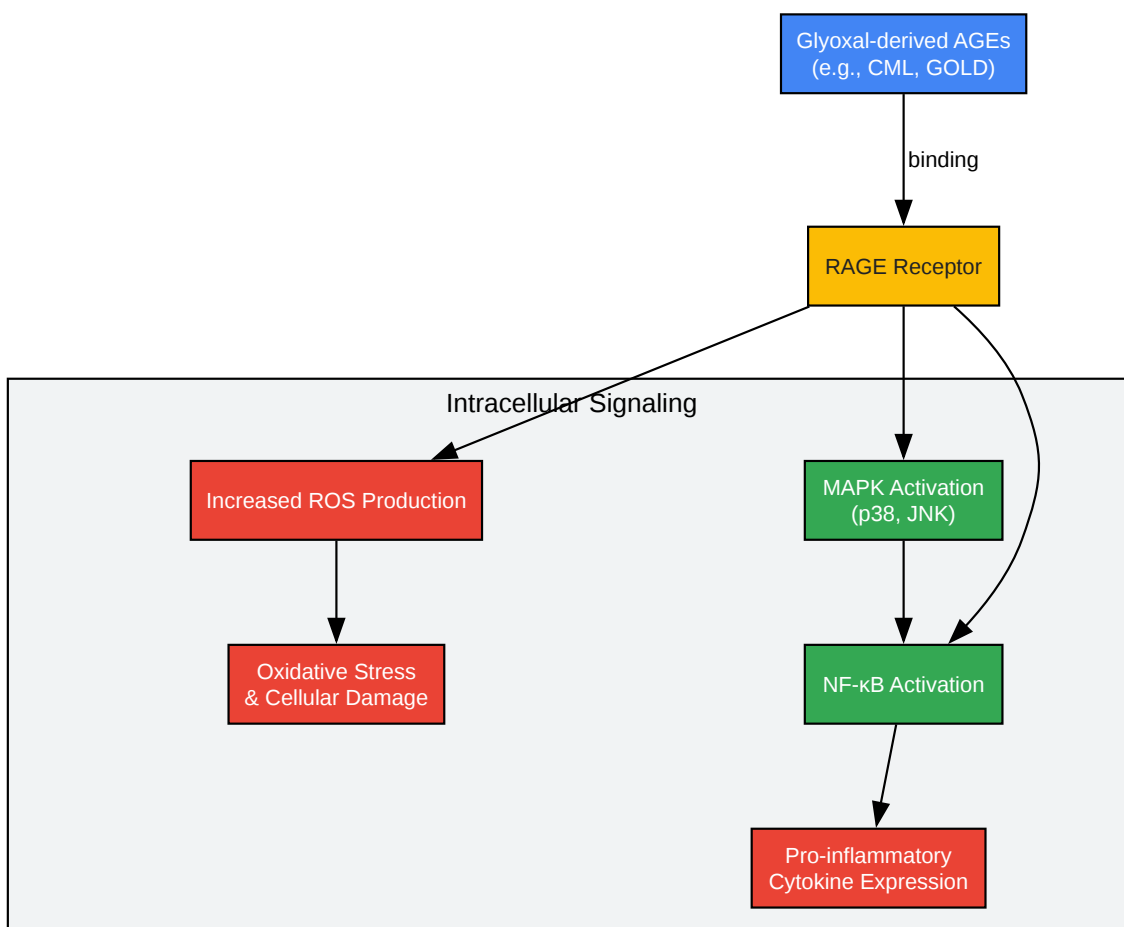 Glyoxal-derived AGEs
(e.g., CML, GOLD)
binding
RAGE Receptor
Intracellular Signaling
Increased ROS Production
MAPK Activation
(p38, JNK)
Oxidative Stress
& Cellular Damage
NF-κB Activation
Pro-inflammatory
Cytokine Expression